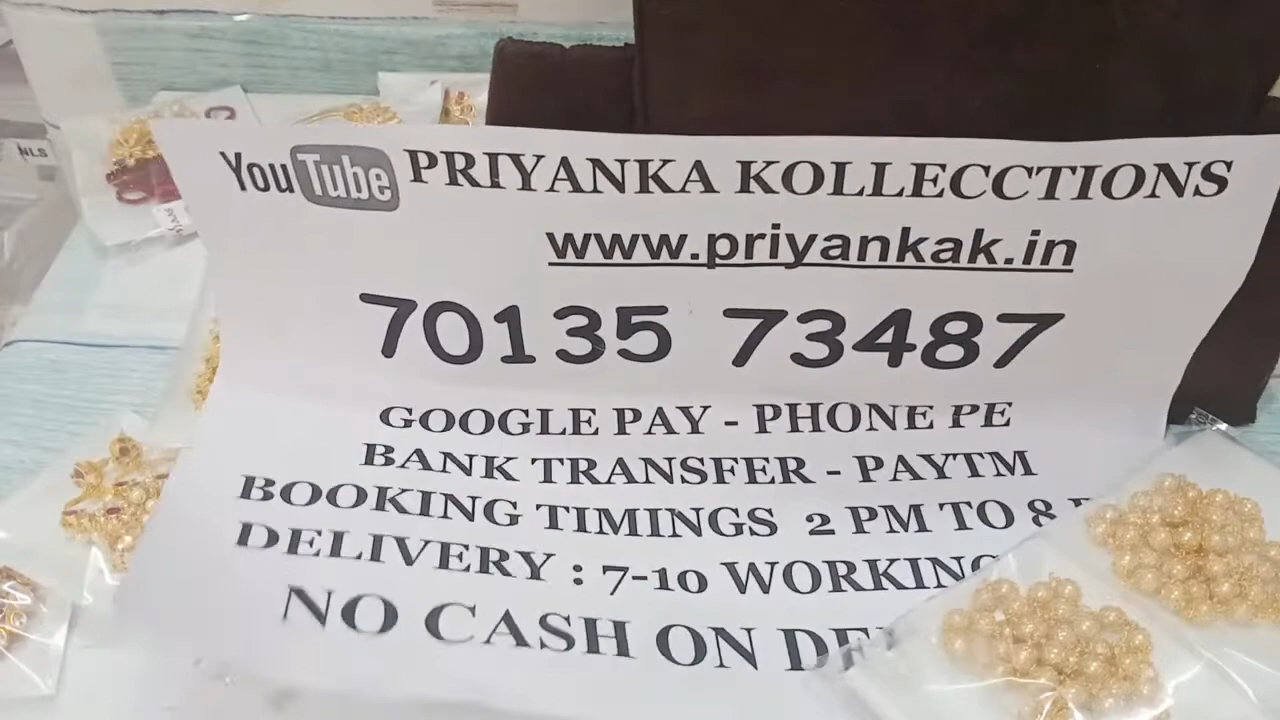 YouTube PRIYANKA KOLLECCTIONS
www.priyankak.in
70135 73487
GOOGLE PAY - PHONE PE
BANK TRANSFER - PAYTM
BOOKING TIMINGS 2 PM TO 8
DELIVERY : 7-10 WORKING
NO CASH ON
NLS